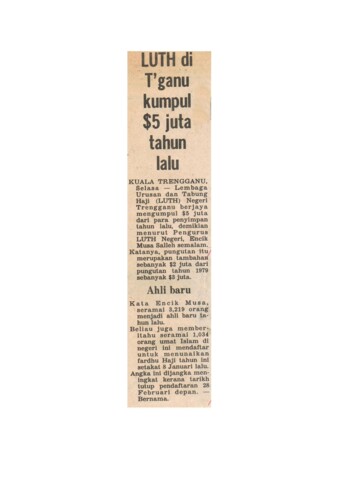 LUTH di
T'ganu
kumpul
$5 juta
tahun
lalu
KUALA TRENGGANU,
Selasa — Lembaga
Urusan dan Tabung
Haji (LUTH) Negeri
Trengganu berjaya
mengumpul $5 juta
dari para penyimpan
tahun lalu, demikian
menurut Pengurus
LUTH Negeri, Encik
Musa Salleh semalam.
Katanya, pungutan itu
merupakan tambahan
sebanyak $2 juta dari
pungutan tahun 1979
sebanyak $3 juta.
Ahli baru
Kata Encik Musa,
seramai 3,219 orang
menjadi ahli baru ta-
hun lalu.
Beliau juga member-
itahu seramai 1,034
orang umat Islam di
negeri ini mendaftar
untuk menunaikan
fardhu Haji tahun ini
setakat 8 Januari lalu.
Angka ini dijangka men-
ingkat kerana tarikh
tutup pendaftaran 28
Februari depan. —
Bernama.